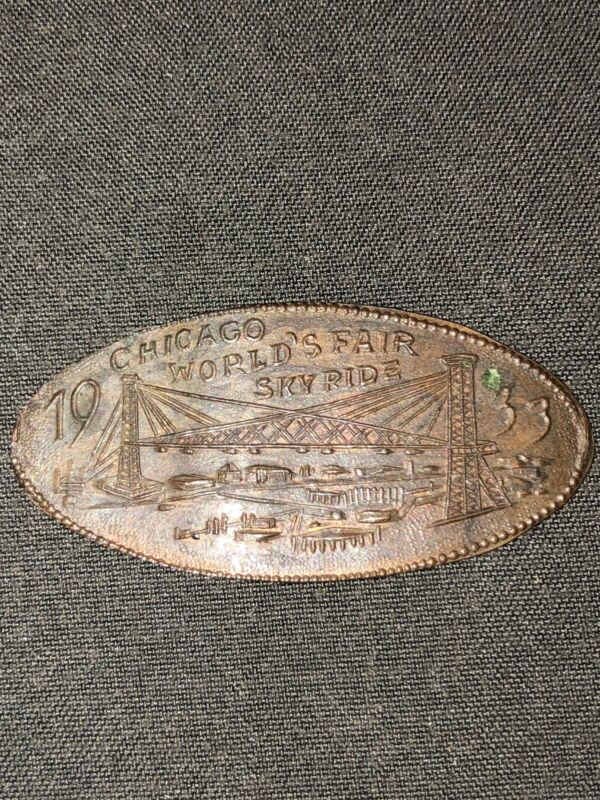 CHICAGO
WORLD'S FAIR
SKY RIDE
19 33